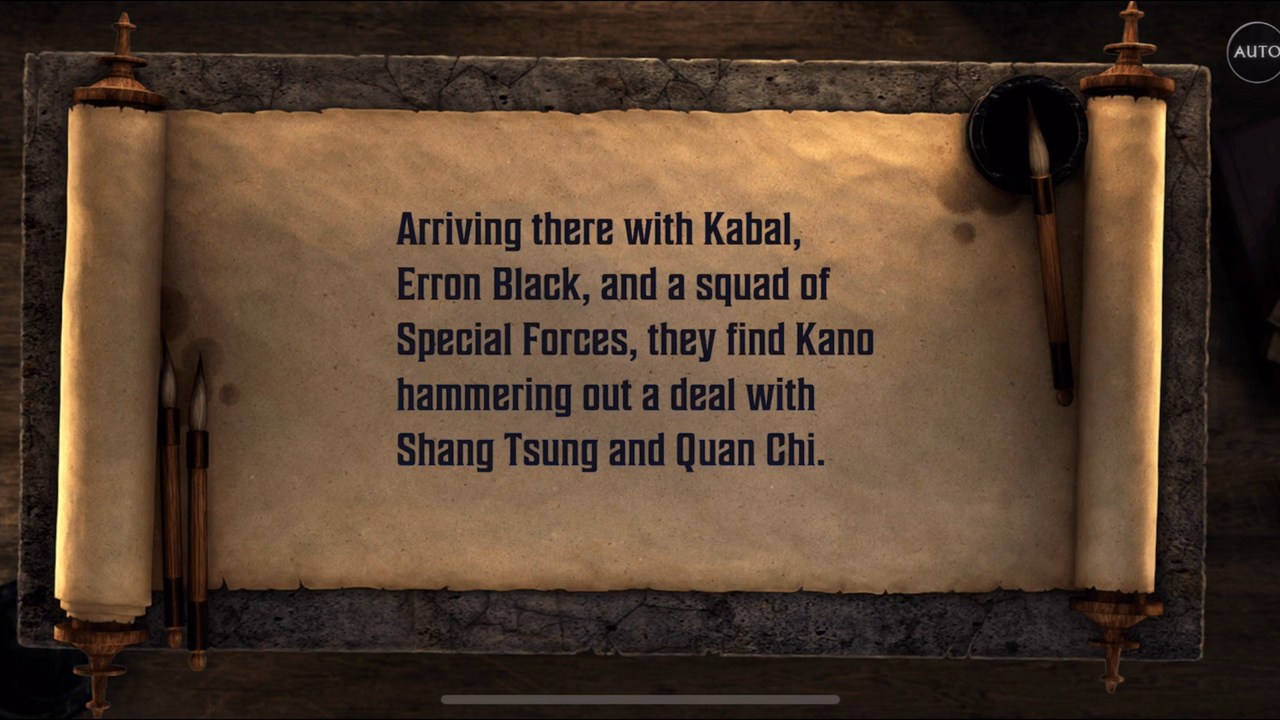 AUTO
Arriving there with Kabal,
Erron Black, and a squad of
Special Forces, they find Kano
hammering out a deal with
Shang Tsung and Quan Chi.